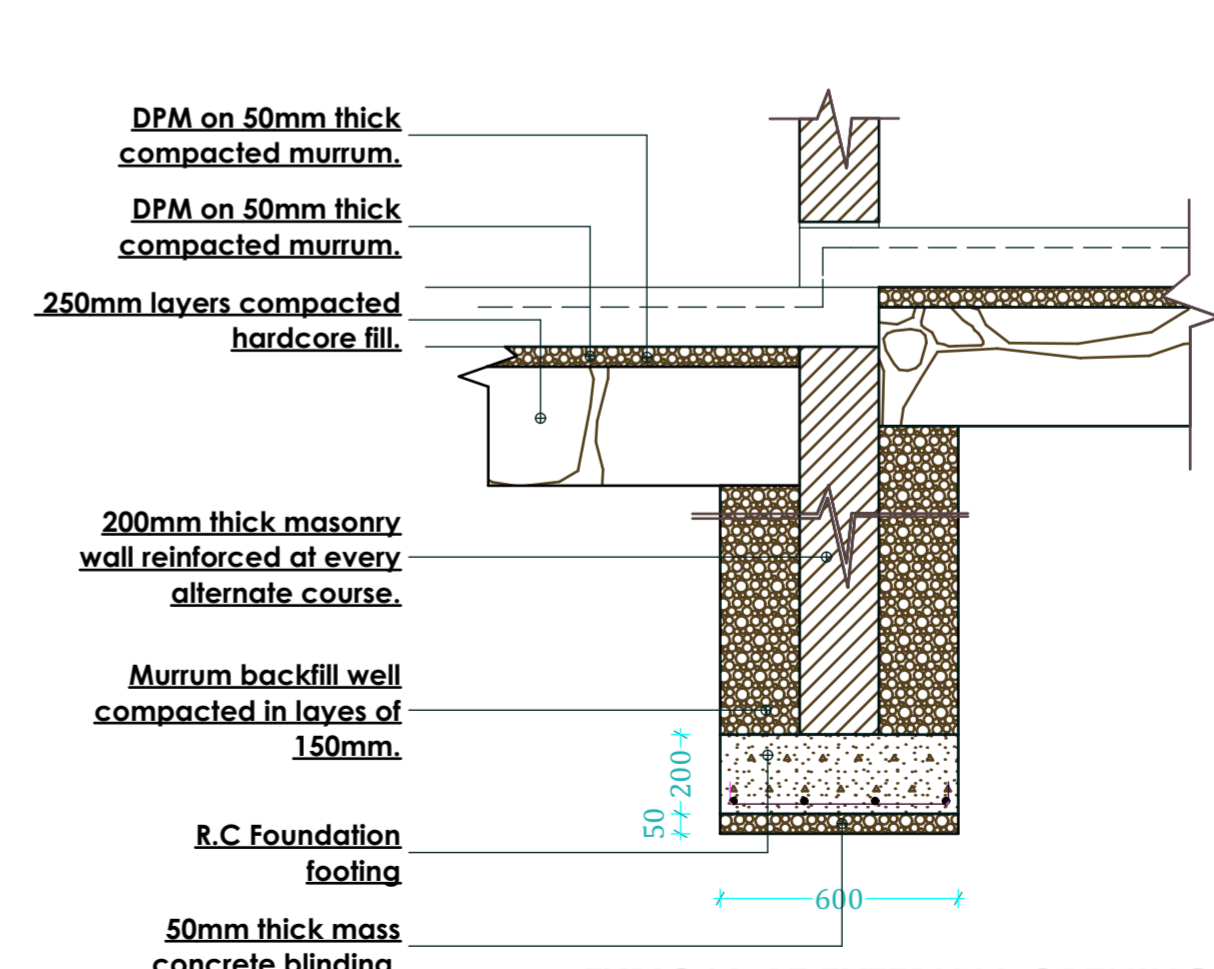 DPM on 50mm thick
compacted murrum.
DPM on 50mm thick
compacted murrum.
250mm layers compacted
hardcore fill.
200mm thick masonry
wall reinforced at every
alternate course.
Murrum backfill well
compacted in layes of
150mm.
200
50
R.C Foundation
footing
600
50mm thick mass
concrete blinding.